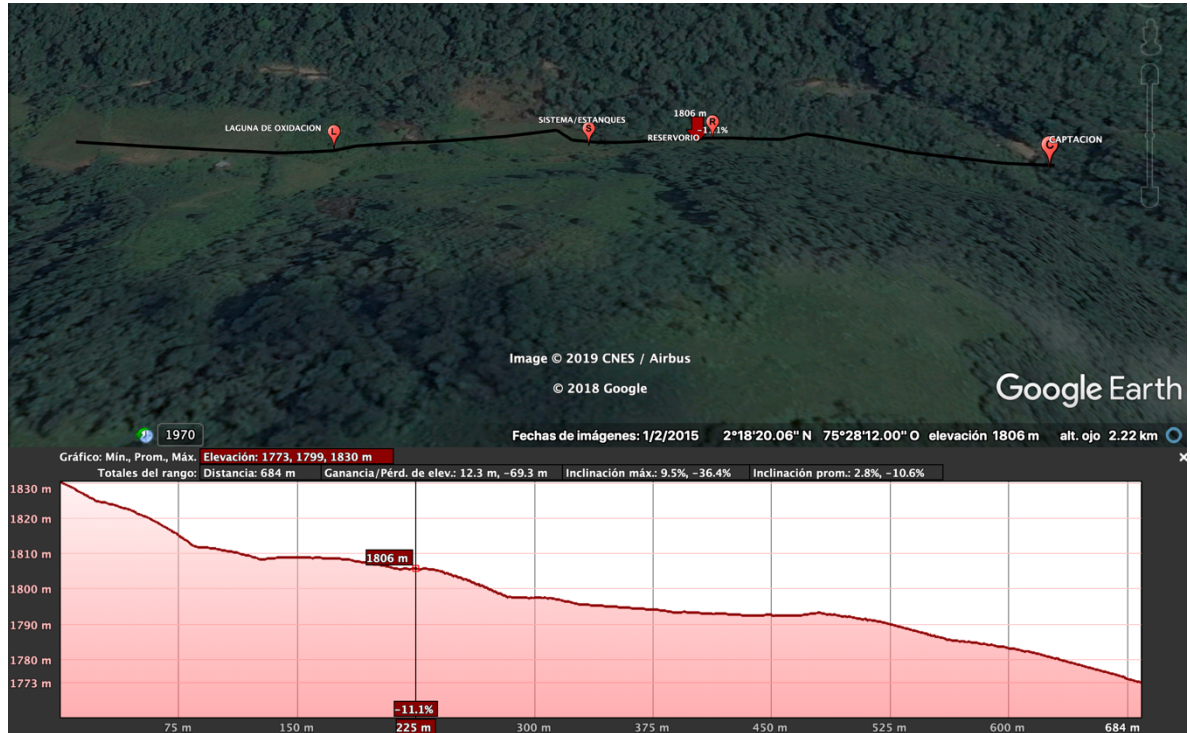 1806 m
R
-1.1%
SISTEMA/ESTANQUES
S
LAGUNA DE OXIDACION
L
RESERVORIO
C
CAPTACION
Image © 2019 CNES / Airbus
© 2018 Google
Google Earth
1970
Fechas de imágenes: 1/2/2015 2°18'20.06" N 75°28'12.00" O elevación 1806 m alt. ojo 2.22 km
Gráfico: Mín., Prom., Máx. Elevación: 1773, 1799, 1830 m
Totales del rango: Distancia: 684 m Ganancia/Pérd. de elev.: 12.3 m, -69.3 m Inclinación máx.: 9.5%, -36.4% Inclinación prom.: 2.8%, -10.6%
1830 m
1820 m
1810 m
1806 m
1800 m
1790 m
1780 m
1773 m
-11.1%
75 m 150 m 225 m 300 m 375 m 450 m 525 m 600 m 684 m